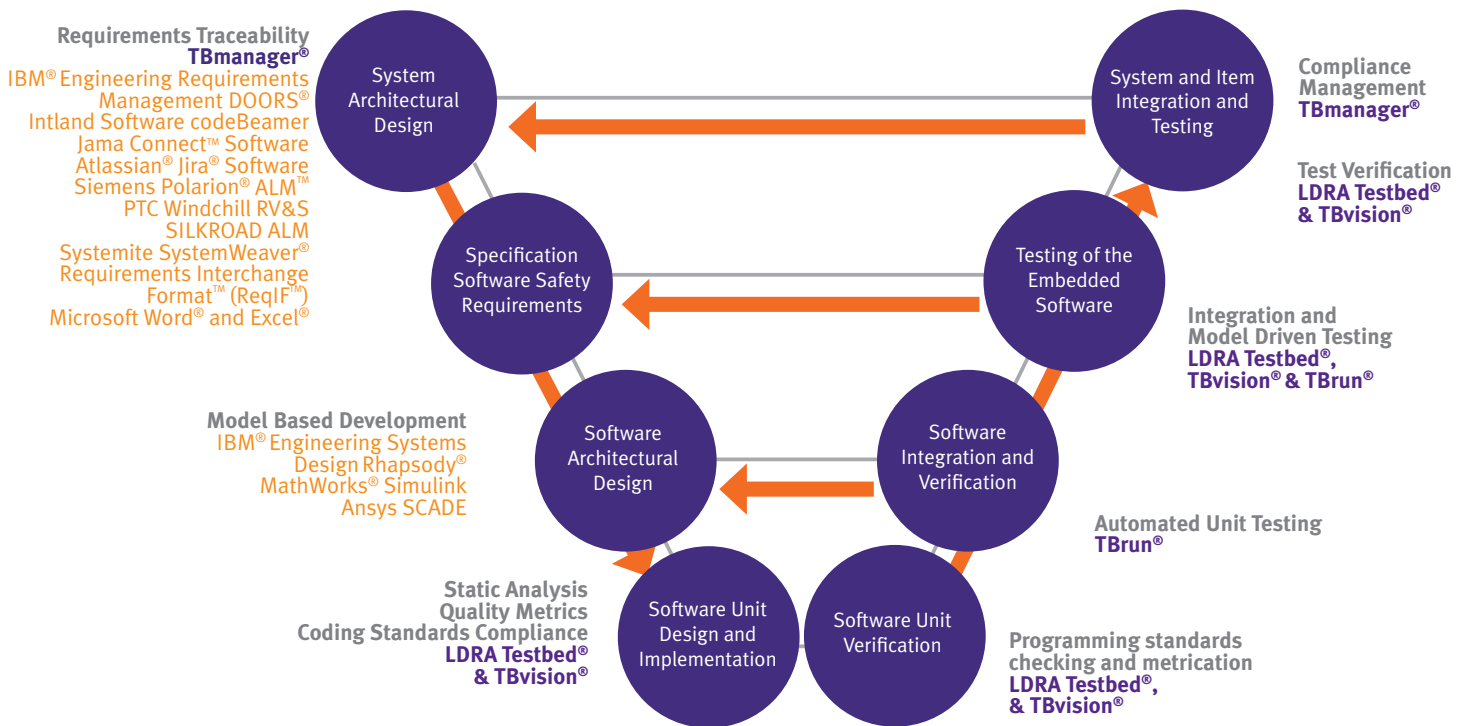 Requirements Traceability
TBmanager®
IBM® Engineering Requirements
Management DOORS®
Intland Software codeBeamer
Jama Connect™ Software
Atlassian® Jira® Software
Siemens Polarion® ALM™
PTC Windchill RV&S
SILKROAD ALM
Systemite SystemWeaver®
Requirements Interchange
Format™ (ReqIF™)
Microsoft Word® and Excel®
System
Architectural
Design
System and Item
Integration and
Testing
Compliance
Management
TBmanager®
Test Verification
LDRA Testbed®
& TBvision®
Specification
Software Safety
Requirements
Testing of the
Embedded
Software
Integration and
Model Driven Testing
LDRA Testbed®,
TBvision® & TBrun®
Model Based Development
IBM® Engineering Systems
Design Rhapsody®
MathWorks® Simulink
Ansys SCADE
Software
Architectural
Design
Software
Integration and
Verification
Automated Unit Testing
TBrun®
Static Analysis
Quality Metrics
Coding Standards Compliance
LDRA Testbed®
& TBvision®
Software Unit
Design and
Implementation
Software Unit
Verification
Programming standards
checking and metrication
LDRA Testbed®,
& TBvision®